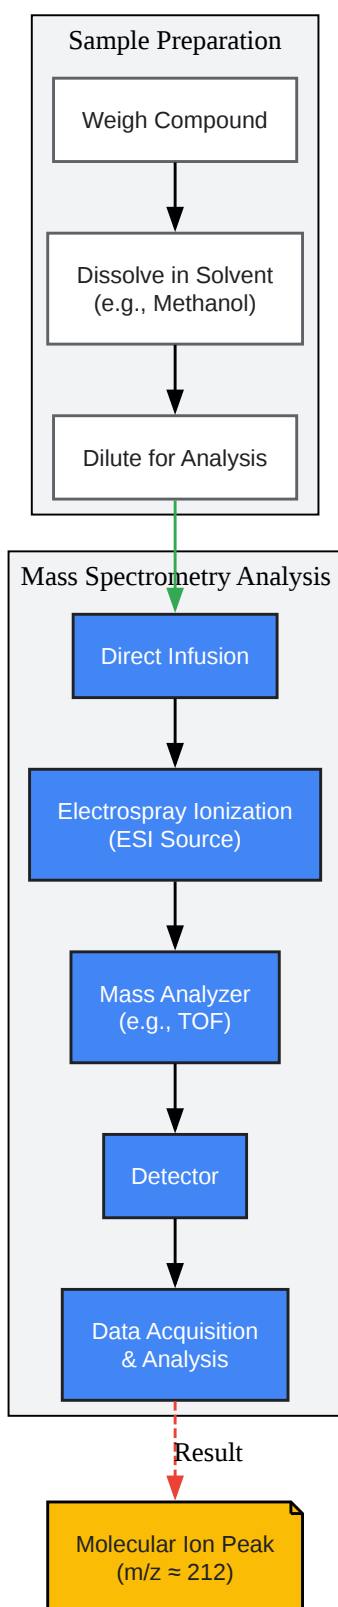 Sample Preparation
Weigh Compound
Dissolve in Solvent
(e.g., Methanol)
Dilute for Analysis
Mass Spectrometry Analysis
Direct Infusion
Electrospray Ionization
(ESI Source)
Mass Analyzer
(e.g., TOF)
Detector
Data Acquisition
& Analysis
Result
Molecular Ion Peak
(m/z ≈ 212)